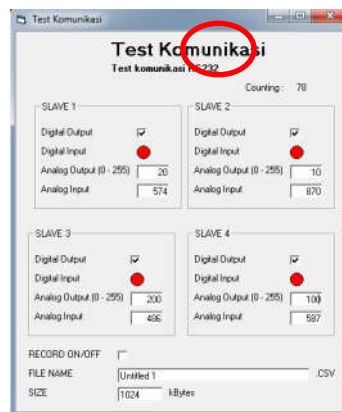 Test Komunikasi
Test Komunikasi
Test komunikasi RS232
Counting : 78
SLAVE 1
Digital Output
Digital Input
Analog Output (0 - 255) 20
Analog Input 574
SLAVE 2
Digital Output
Digital Input
Analog Output (0 - 255) 10
Analog Input 870
SLAVE 3
Digital Output
Digital Input
Analog Output (0 - 255) 200
Analog Input 486
SLAVE 4
Digital Output
Digital Input
Analog Output (0 - 255) 100
Analog Input 587
RECORD ON/OFF
FILE NAME Untitled 1 .CSV
SIZE 1024 kBytes